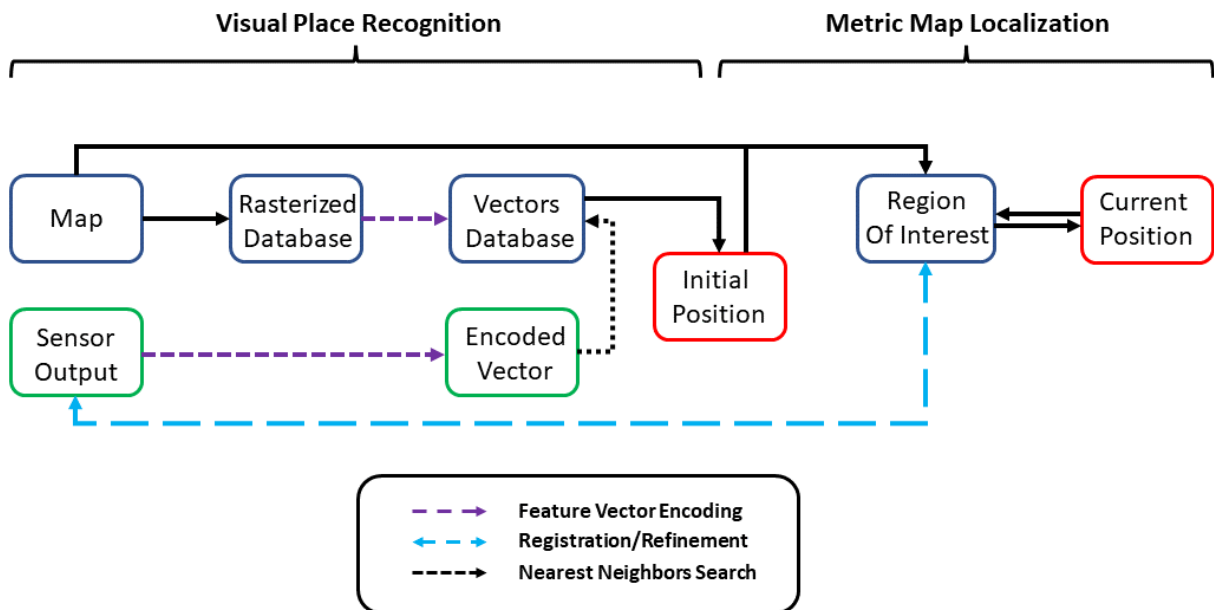 Visual Place Recognition
Metric Map Localization
Map
Rasterized
Database
Vectors
Database
Region
Of Interest
Current
Position
Initial
Position
Sensor
Output
Encoded
Vector
Feature Vector Encoding
Registration/Refinement
Nearest Neighbors Search